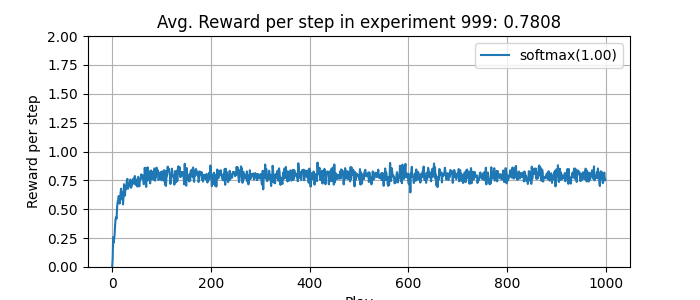 Avg. Reward per step in experiment 999: 0.7808
2.00
1.75
1.50
1.25
1.00
0.75
0.50
0.25
0.00
Reward per step
softmax(1.00)
0 200 400 600 800 1000
Play